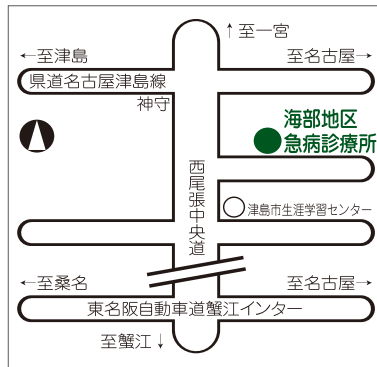 ↑至一宮
←至津島
至名古屋→
県道名古屋津島線
神守
海部地区
急病診療所
西尾張中央道
津島市生涯学習センター
←至桑名
至名古屋→
東名阪自動車道蟹江インター
至蟹江↓